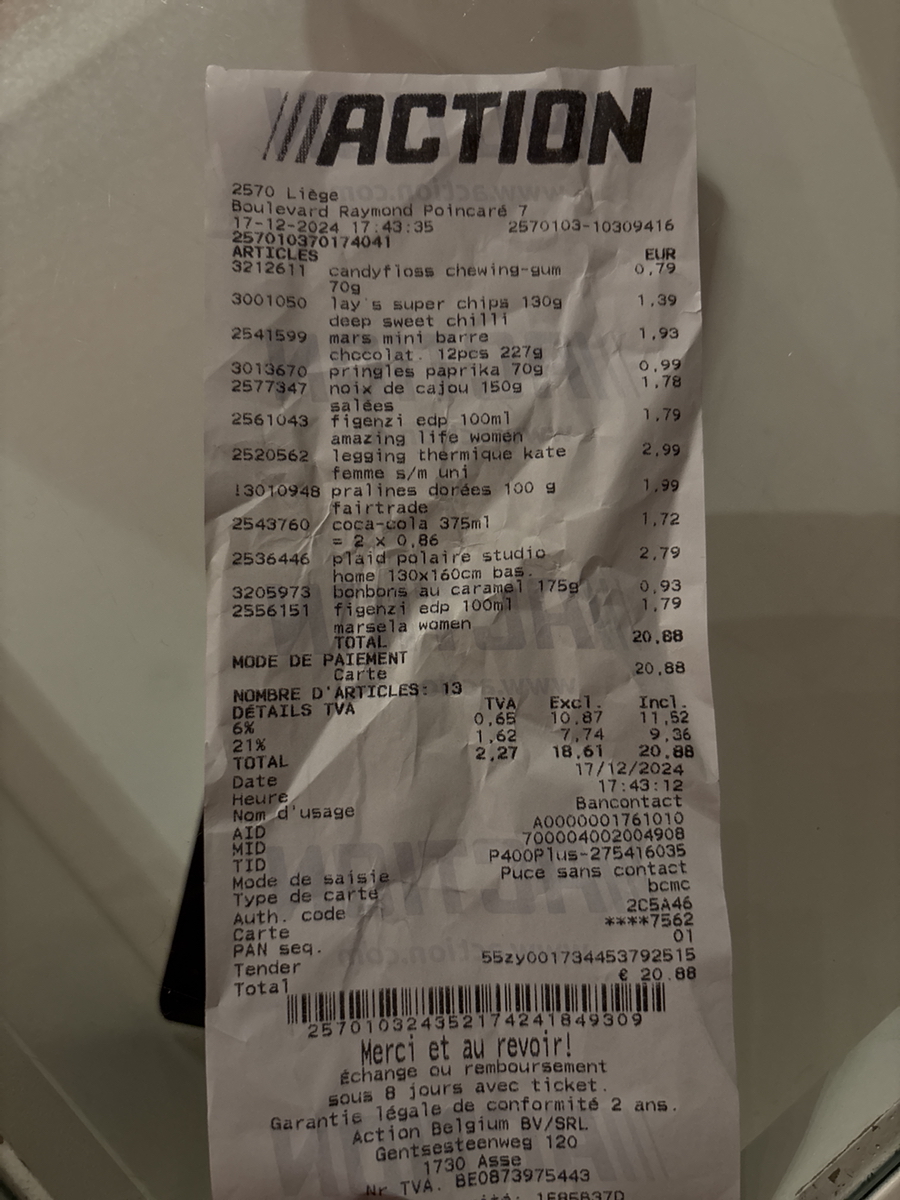 ACTION
2570 Liège
Boulevard Raymond Poincaré 7
17-12-2024 17:43:35 2570103-10309416
257010370174041
ARTICLES EUR
3212611 candyfloss chewing-gum 0,79
70g
3001050 lay's super chips 130g 1,39
deep sweet chilli
2541599 mars mini barre 1,93
chocolat. 12pcs 227g
3013670 pringles paprika 70g 0,99
2577347 noix de cajou 150g 1,78
salées
2561043 figenzi edp 100ml 1,79
amazing life women
2520562 legging thermique kate 2,99
femme s/m uni
!3010948 pralines dorées 100 g 1,99
fairtrade
2543760 coca-cola 375ml 1,72
= 2 x 0,86
2536446 plaid polaire studio 2,79
home 130x160cm bas.
3205973 bonbons au caramel 175g 0,93
2556151 figenzi edp 100ml 1,79
marsela women
TOTAL 20,88
MODE DE PAIEMENT
Carte 20,88
NOMBRE D'ARTICLES: 13
DÉTAILS TVA TVA Excl. Incl.
6% 0,65 10,87 11,52
21% 1,62 7,74 9,36
TOTAL 2,27 18,61 20,88
Date 17/12/2024
Heure 17:43:12
Nom d'usage Bancontact
AID A0000001761010
MID 700004002004908
TID P400Plus-275416035
Mode de saisie Puce sans contact
Type de carte bcmc
Auth. code 2C5A46
Carte ****7562
PAN seq. 01
Tender 55zy001734453792515
Total € 20.88
2570103243521742418​49309
Merci et au revoir!
Échange ou remboursement
sous 8 jours avec ticket.
Garantie légale de conformité 2 ans.
Action Belgium BV/SRL
Gentsesteenweg 120
1730 Asse
Nr TVA. BE0873975443